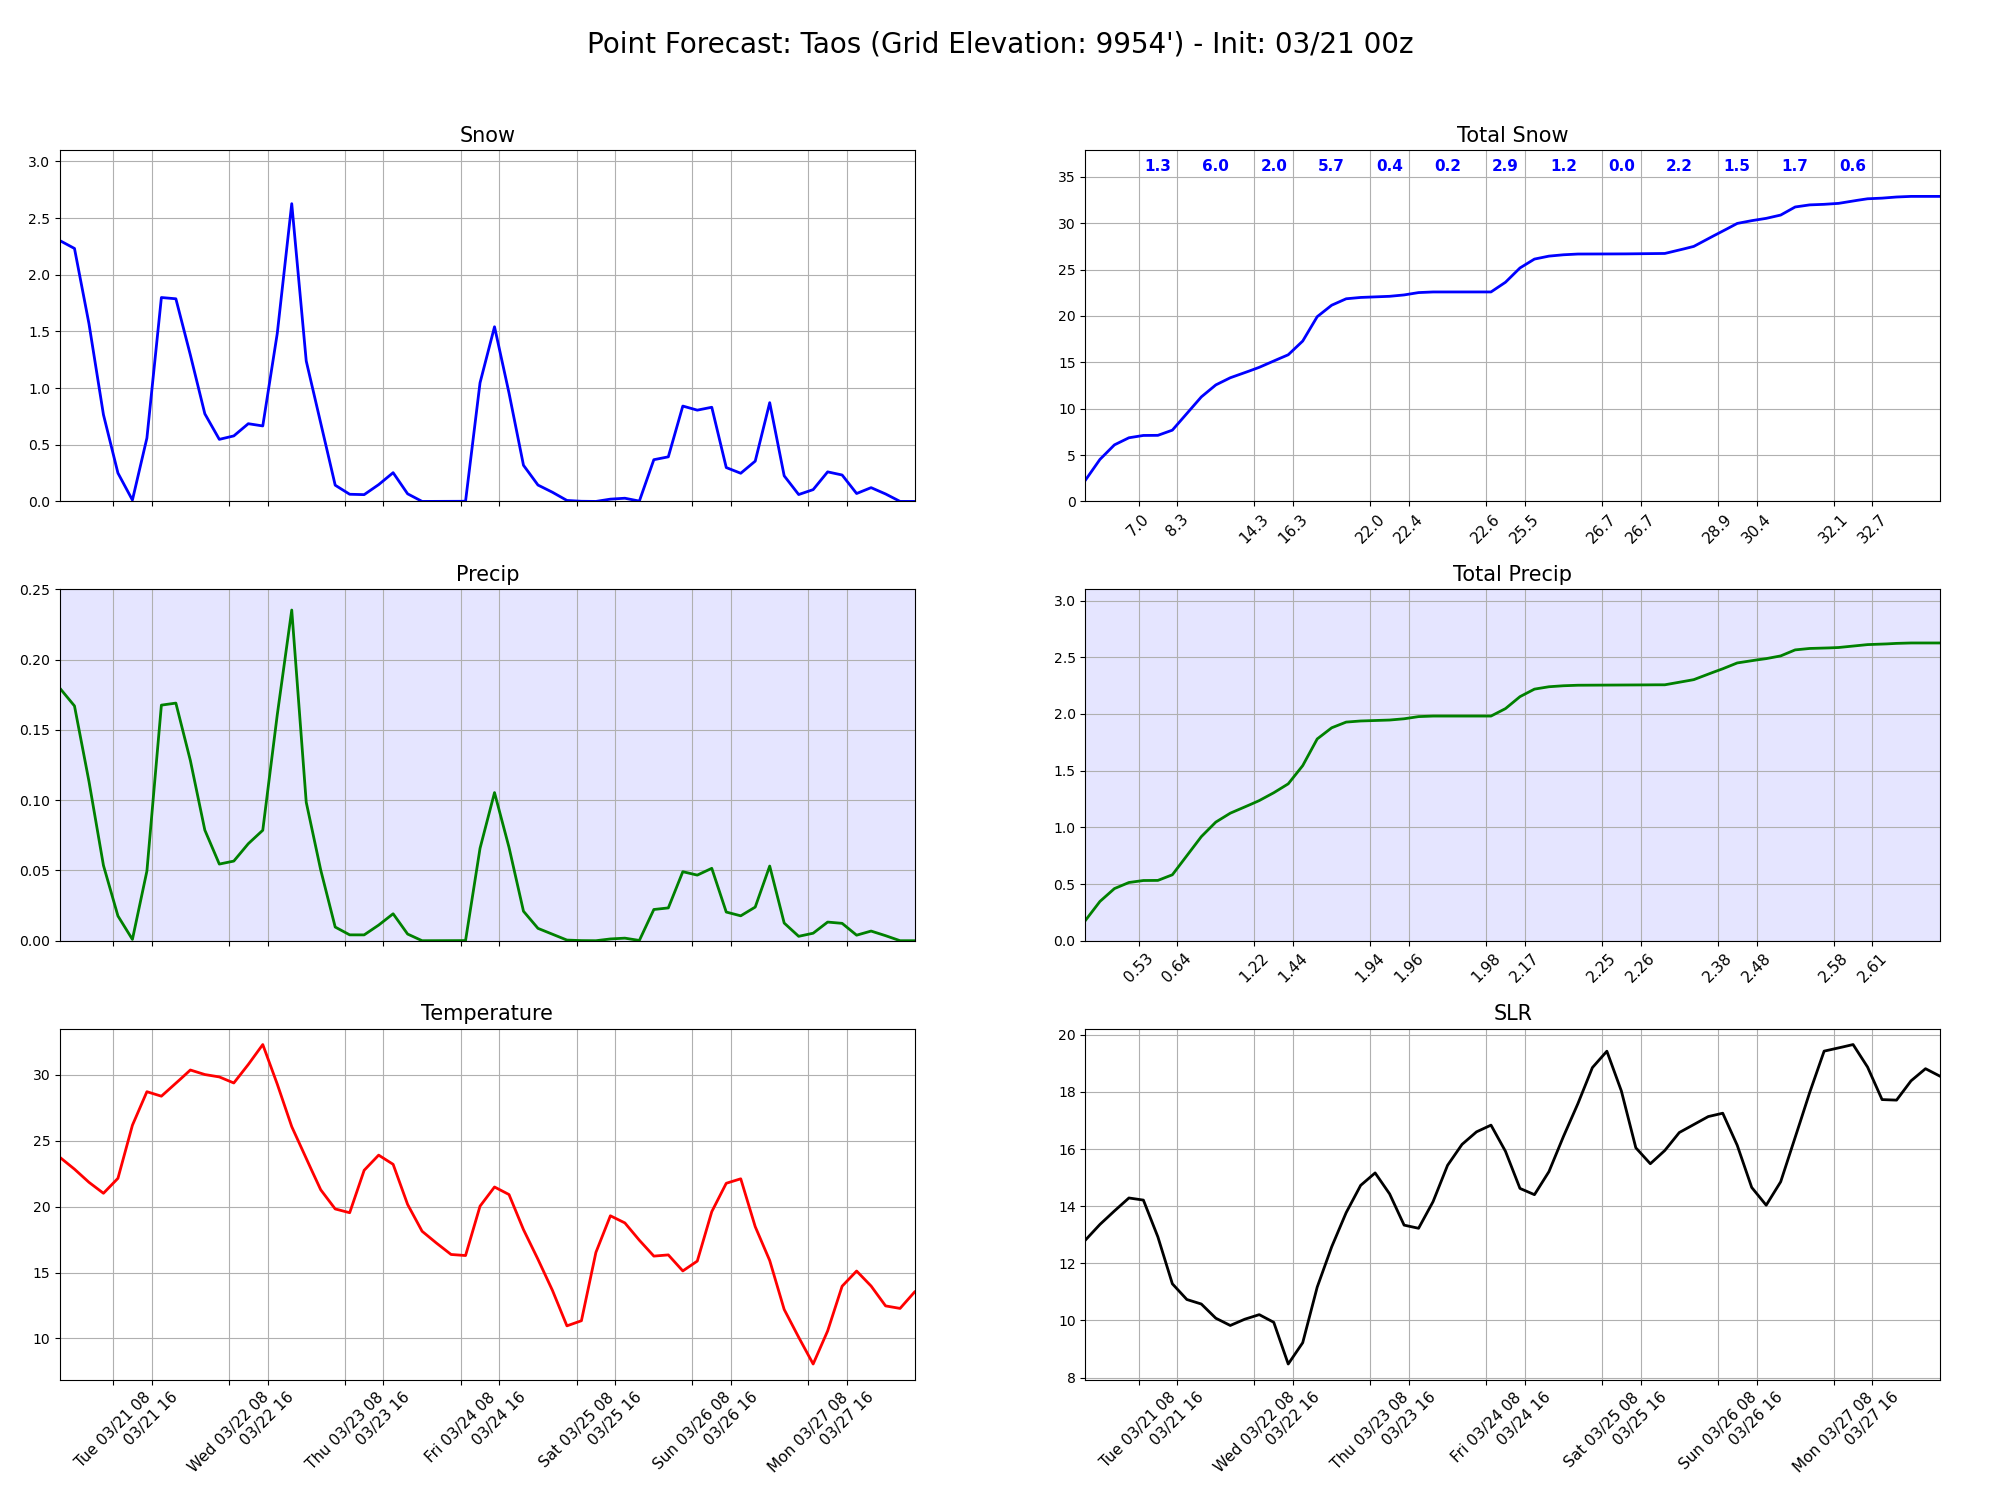 Point Forecast: Taos (Grid Elevation: 9954') - Init: 03/21 00z
Snow
3.0
2.5
2.0
1.5
1.0
0.5
0.0
Total Snow
1.3 6.0 2.0 5.7 0.4 0.2 2.9 1.2 0.0 2.2 1.5 1.7 0.6
35
30
25
20
15
10
5
0
7.0 8.3 14.3 16.3 22.0 22.4 22.6 25.5 26.7 26.7 28.9 30.4 32.1 32.7
Precip
0.25
0.20
0.15
0.10
0.05
0.00
Total Precip
3.0
2.5
2.0
1.5
1.0
0.5
0.0
0.53 0.64 1.22 1.44 1.94 1.96 1.98 2.17 2.25 2.26 2.38 2.48 2.58 2.61
Temperature
30
25
20
15
10
Tue 03/21 08
03/21 16
Wed 03/22 08
03/22 16
Thu 03/23 08
03/23 16
Fri 03/24 08
03/24 16
Sat 03/25 08
03/25 16
Sun 03/26 08
03/26 16
Mon 03/27 08
03/27 16
SLR
20
18
16
14
12
10
8
Tue 03/21 08
03/21 16
Wed 03/22 08
03/22 16
Thu 03/23 08
03/23 16
Fri 03/24 08
03/24 16
Sat 03/25 08
03/25 16
Sun 03/26 08
03/26 16
Mon 03/27 08
03/27 16